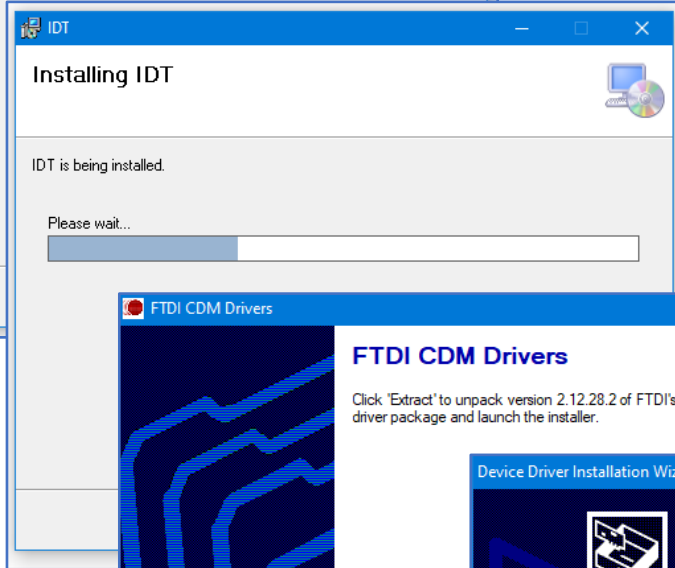 IDT
Installing IDT
IDT is being installed.
Please wait...
FTDI CDM Drivers
FTDI CDM Drivers
Click 'Extract' to unpack version 2.12.28.2 of FTDI's
driver package and launch the installer.
Device Driver Installation Wiz